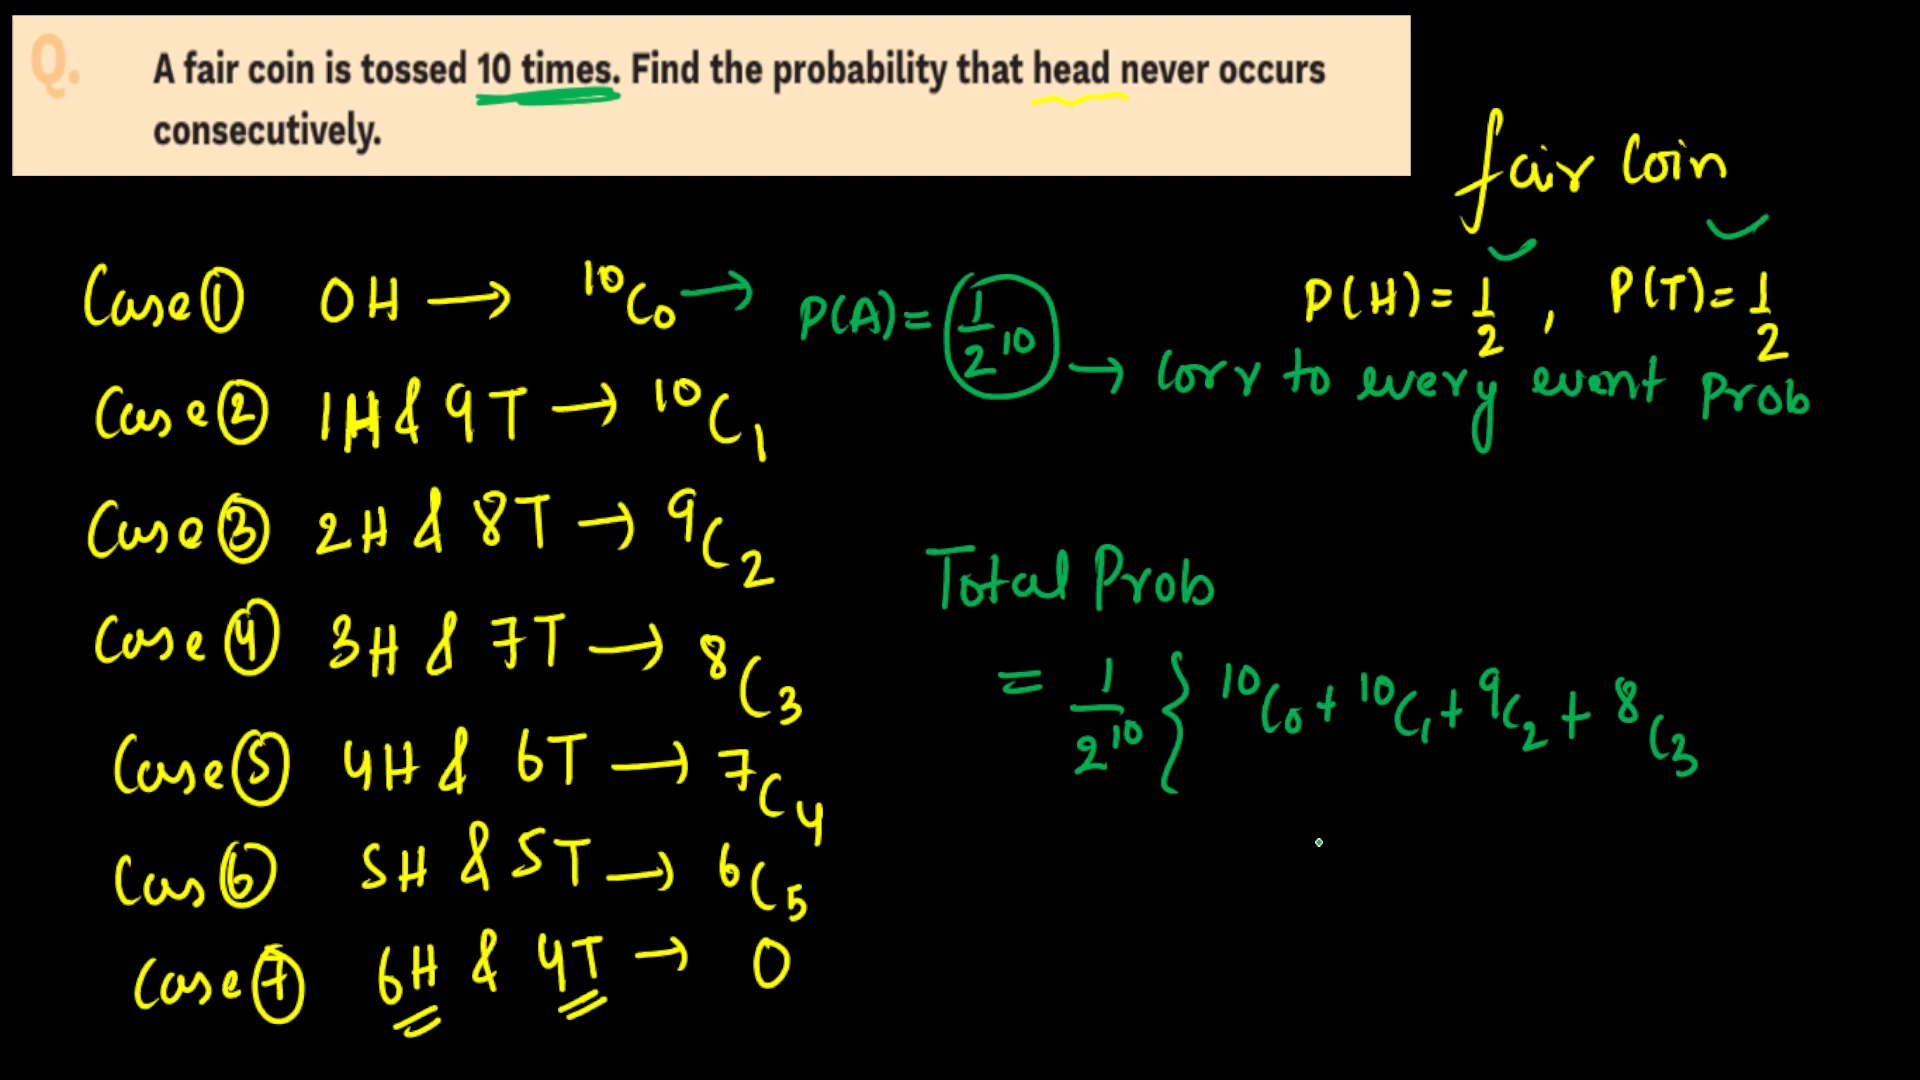 Q. A fair coin is tossed 10 times. Find the probability that head never occurs
consecutively.
fair coin
P(H) = 1/2 , P(T) = 1/2
Case ① 0H → ¹⁰C₀ → P(A) = 1/2¹⁰ → Corr to every event Prob
Case ② 1H & 9T → ¹⁰C₁
Case ③ 2H & 8T → ⁹C₂
Case ④ 3H & 7T → ⁸C₃
Case ⑤ 4H & 6T → ⁷C₄
Cas ⑥ 5H & 5T → ⁶C₅
Case ⑦ 6H & 4T → 0
Total Prob
= 1/2¹⁰ { ¹⁰C₀ + ¹⁰C₁ + ⁹C₂ + ⁸C₃